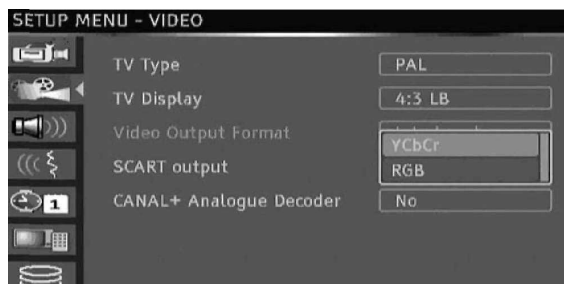 SETUP MENU - VIDEO
TV Type PAL
TV Display 4:3 LB
Video Output Format
YCbCr
SCART output RGB
CANAL+ Analogue Decoder No
1